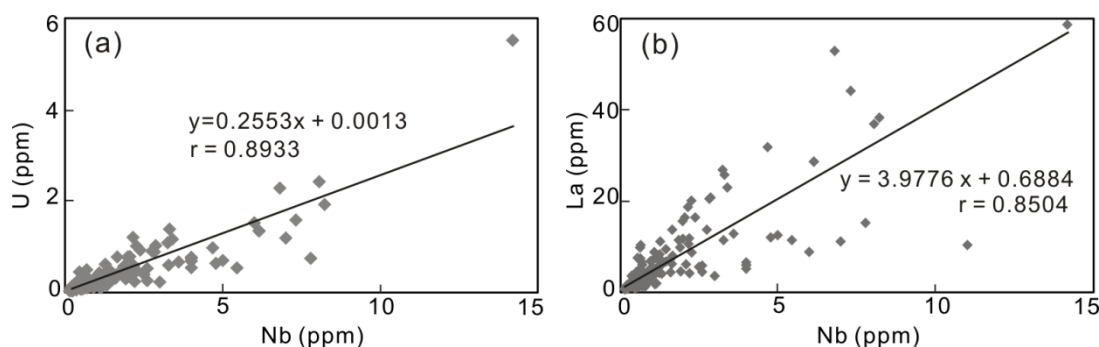 (a)
6
4
2
0
U (ppm)
y=0.2553x + 0.0013
r = 0.8933
0
5
10
15
Nb (ppm)
(b)
60
40
20
0
La (ppm)
y = 3.9776 x + 0.6884
r = 0.8504
0
5
10
15
Nb (ppm)